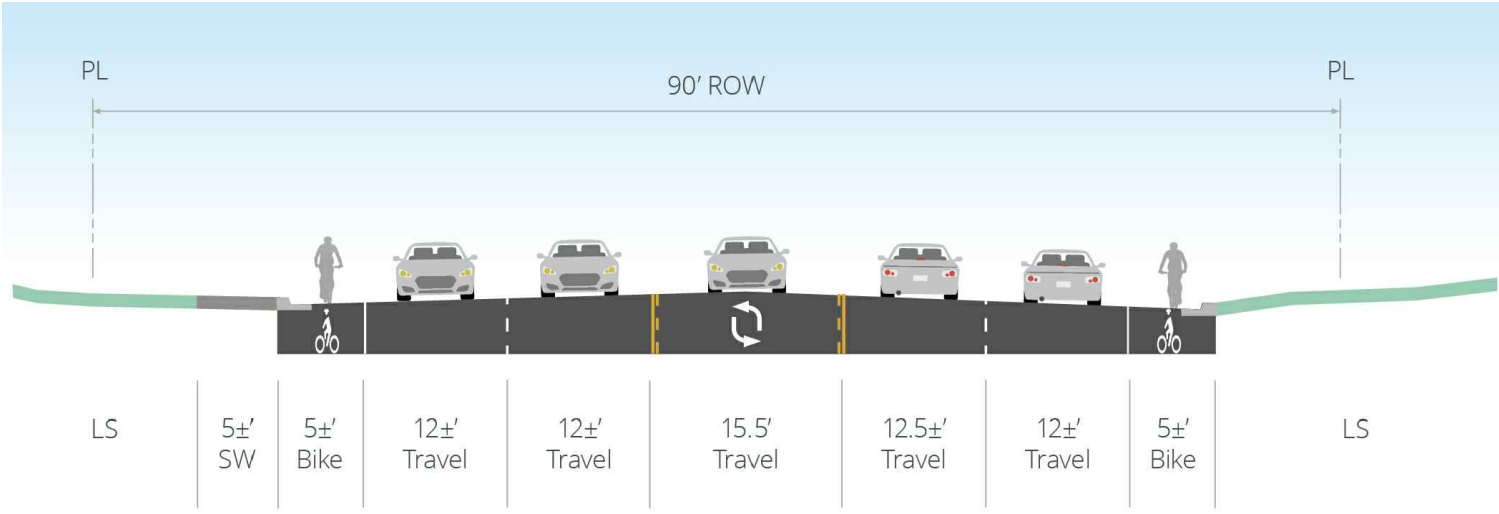 PL
PL
90’ ROW
LS
5±’
SW
5±’
Bike
12±’
Travel
12±’
Travel
15.5’
Travel
12.5±’
Travel
12±’
Travel
5±’
Bike
LS